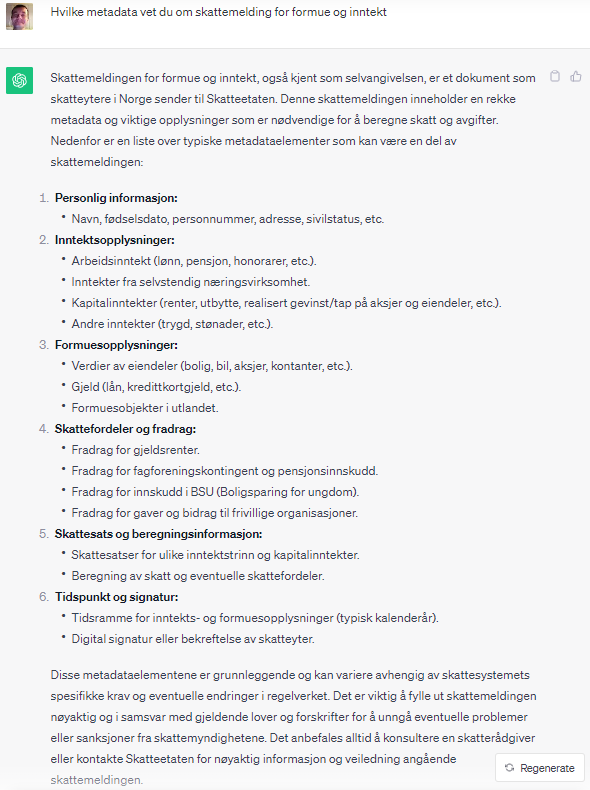 Hvilke metadata vet du om skattemelding for formue og inntekt
Skattemeldingen for formue og inntekt, også kjent som selvangivelsen, er et dokument som
skatteytere i Norge sender til Skatteetaten. Denne skattemeldingen inneholder en rekke
metadata og viktige opplysninger som er nødvendige for å beregne skatt og avgifter.
Nedenfor er en liste over typiske metadataelementer som kan være en del av
skattemeldingen:
1. Personlig informasjon:
• Navn, fødselsdato, personnummer, adresse, sivilstatus, etc.
2. Inntektsopplysninger:
• Arbeidsinntekt (lønn, pensjon, honorarer, etc.).
• Inntekter fra selvstendig næringsvirksomhet.
• Kapitalinntekter (renter, utbytte, realisert gevinst/tap på aksjer og eiendeler, etc.).
• Andre inntekter (trygd, stønader, etc.).
3. Formuesopplysninger:
• Verdier av eiendeler (bolig, bil, aksjer, kontanter, etc.).
• Gjeld (lån, kredittkortgjeld, etc.).
• Formuesobjekter i utlandet.
4. Skattefordeler og fradrag:
• Fradrag for gjeldsrenter.
• Fradrag for fagforeningskontingent og pensjonsinnskudd.
• Fradrag for innskudd i BSU (Boligsparing for ungdom).
• Fradrag for gaver og bidrag til frivillige organisasjoner.
5. Skattesats og beregningsinformasjon:
• Skattesatser for ulike inntektstrinn og kapitalinntekter.
• Beregning av skatt og eventuelle skattefordeler.
6. Tidspunkt og signatur:
• Tidsramme for inntekts- og formuesopplysninger (typisk kalenderår).
• Digital signatur eller bekreftelse av skatteyter.
Disse metadataelementene er grunnleggende og kan variere avhengig av skattesystemets
spesifikke krav og eventuelle endringer i regelverket. Det er viktig å fylle ut skattemeldingen
nøyaktig og i samsvar med gjeldende lover og forskrifter for å unngå eventuelle problemer
eller sanksjoner fra skattemyndighetene. Det anbefales alltid å konsultere en skatterådgiver
eller kontakte Skatteetaten for nøyaktig informasjon og veiledning angående
skattemeldingen.
Regenerate